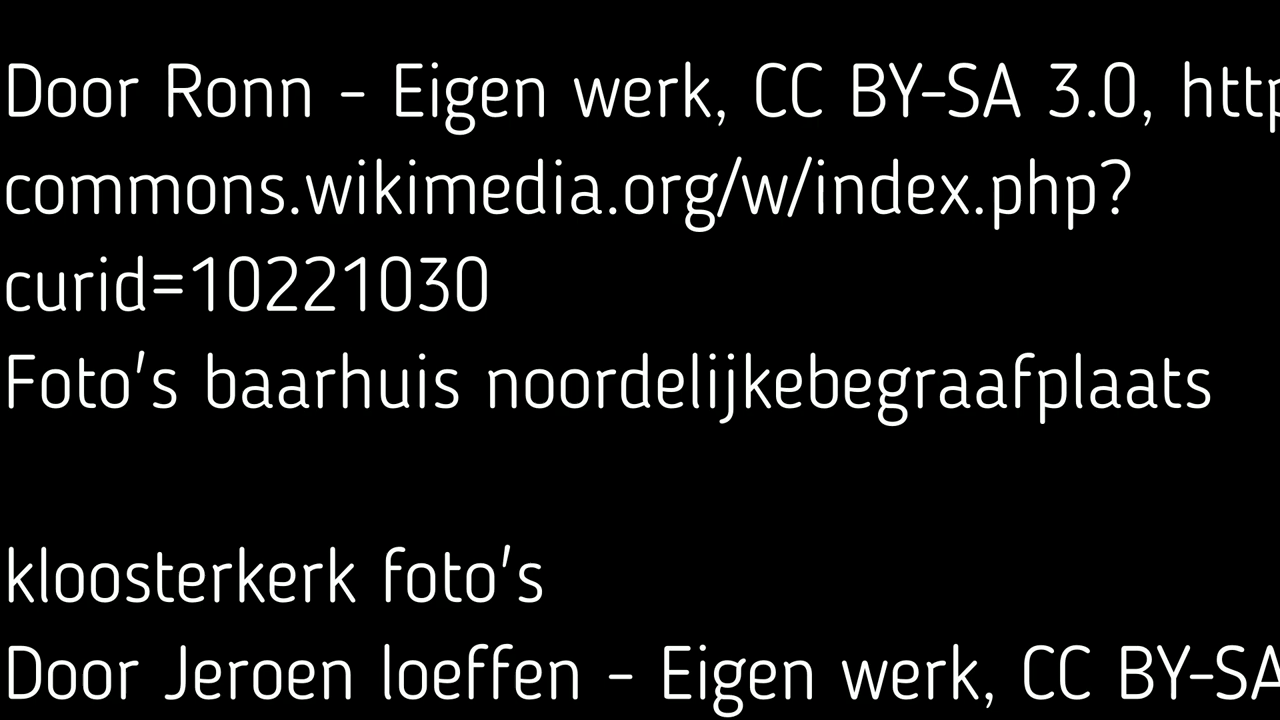 Door Ronn - Eigen werk, CC BY-SA 3.0, http
commons.wikimedia.org/w/index.php?
curid=10221030
Foto's baarhuis noordelijkebegraafplaats
kloosterkerk foto's
Door Jeroen loeffen - Eigen werk, CC BY-SA